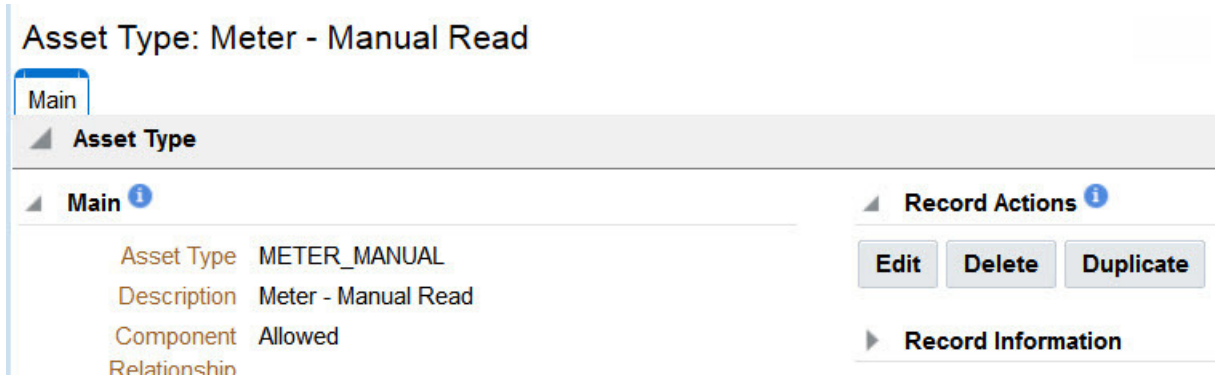 Asset Type: Meter - Manual Read
Main
Asset Type
Main
Asset Type METER_MANUAL
Description Meter - Manual Read
Component Allowed
Relationship
Record Actions
Edit Delete Duplicate
Record Information